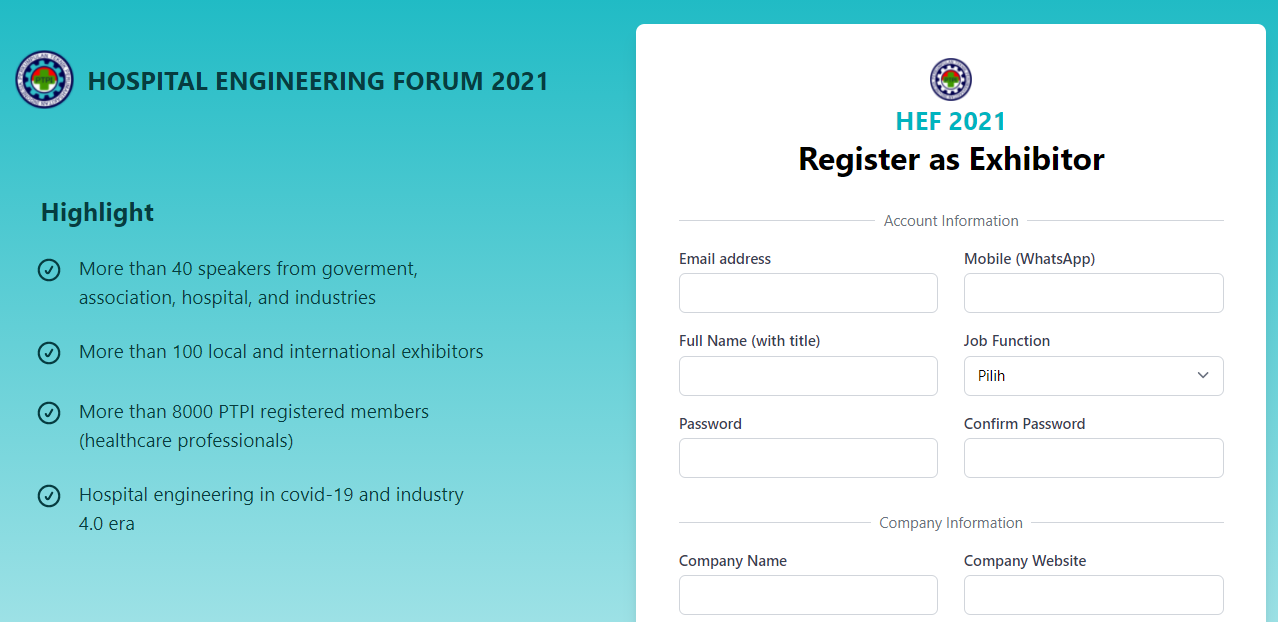 HOSPITAL ENGINEERING FORUM 2021
Highlight
More than 40 speakers from goverment,
association, hospital, and industries
More than 100 local and international exhibitors
More than 8000 PTPI registered members
(healthcare professionals)
Hospital engineering in covid-19 and industry
4.0 era
HEF 2021
Register as Exhibitor
Account Information
Email address
Mobile (WhatsApp)
Full Name (with title)
Job Function
Pilih
Password
Confirm Password
Company Information
Company Name
Company Website